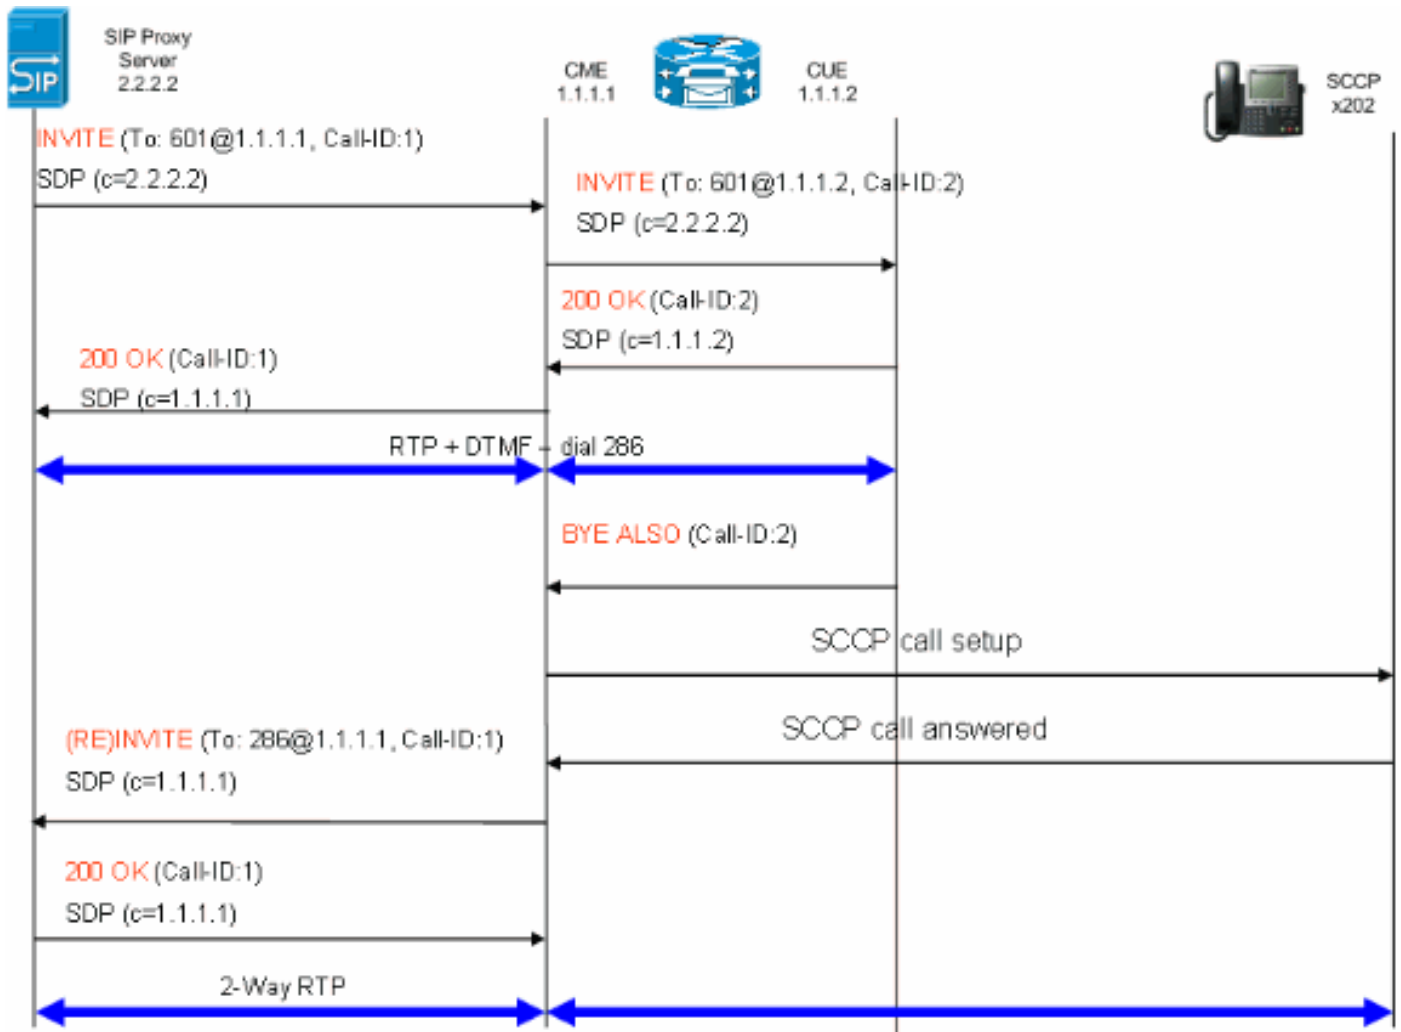 SIP Proxy
Server
2.2.2.2
SIP
CME
1.1.1.1
CUE
1.1.1.2
SCCP
x202
INVITE (To: 601@1.1.1.1, Call-ID:1)
SDP (c=2.2.2.2)
INVITE (To: 601@1.1.1.2, Call-ID:2)
SDP (c=2.2.2.2)
200 OK (Call-ID:2)
SDP (c=1.1.1.2)
200 OK (Call-ID:1)
SDP (c=1.1.1.1)
RTP + DTMF – dial 286
BYE ALSO (Call-ID:2)
SCCP call setup
SCCP call answered
(RE)INVITE (To: 286@1.1.1.1, Call-ID:1)
SDP (c=1.1.1.1)
200 OK (Call-ID:1)
SDP (c=1.1.1.1)
2-Way RTP